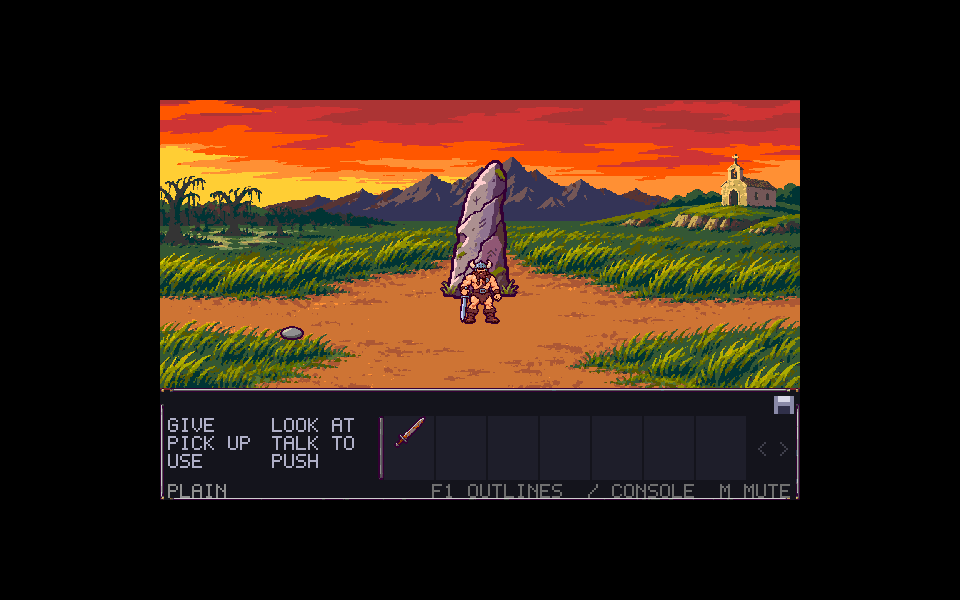 GIVE LOOK AT
PICK UP TALK TO
USE PUSH
PLAIN F1 OUTLINES / CONSOLE M MUTE